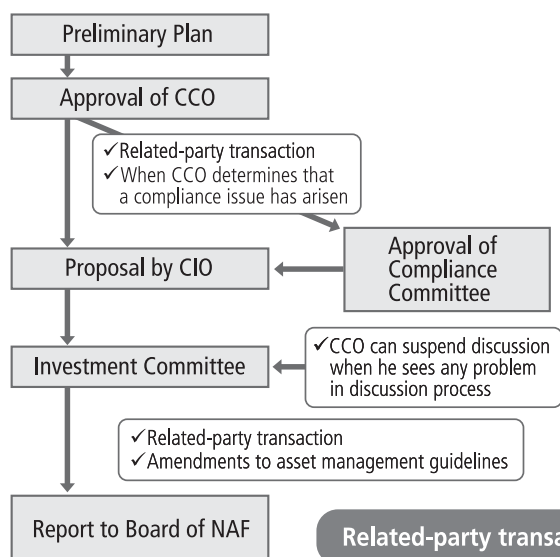 Preliminary Plan
Approval of CCO
✓Related-party transaction
✓When CCO determines that
a compliance issue has arisen
Approval of
Compliance
Committee
Proposal by CIO
✓CCO can suspend discussion
when he sees any problem
in discussion process
Investment Committee
✓Related-party transaction
✓Amendments to asset management guidelines
Report to Board of NAF
Related-party